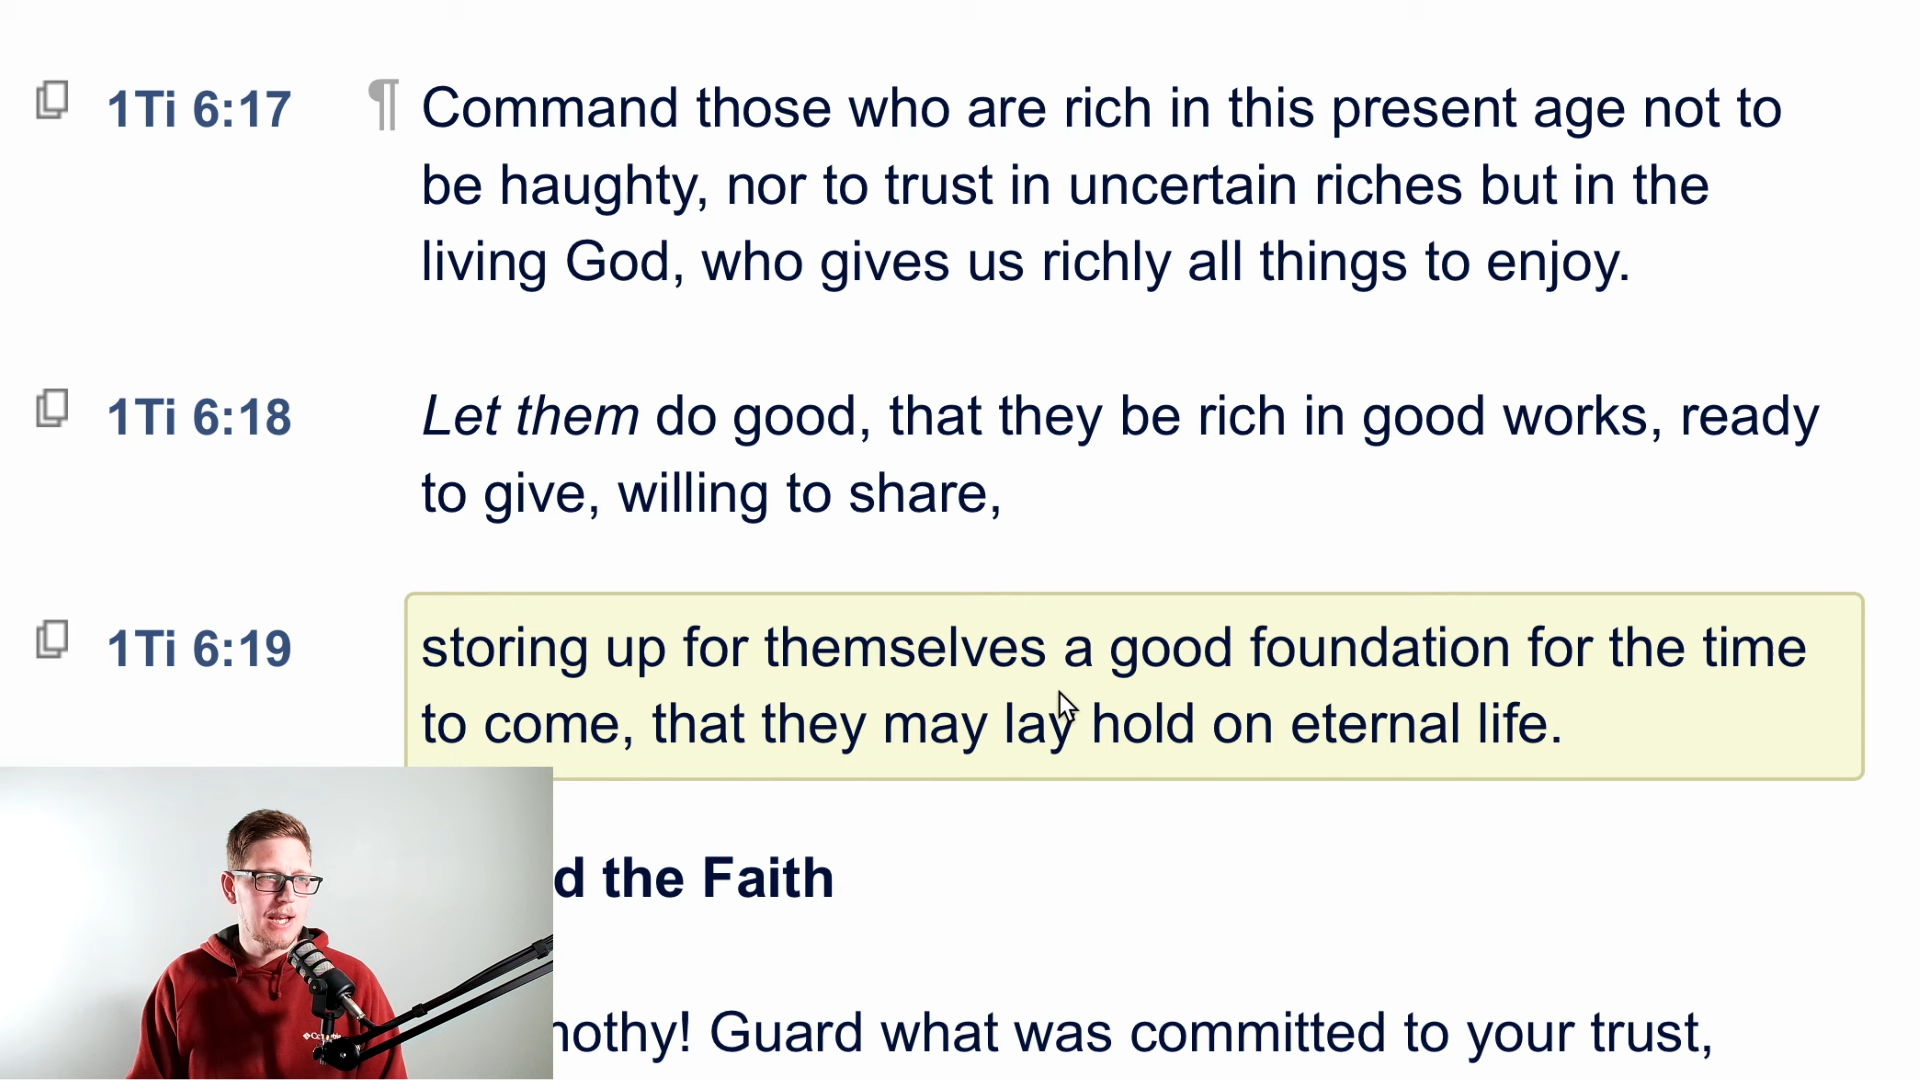 1Ti 6:17 ¶ Command those who are rich in this present age not to
be haughty, nor to trust in uncertain riches but in the
living God, who gives us richly all things to enjoy.
1Ti 6:18 Let them do good, that they be rich in good works, ready
to give, willing to share,
1Ti 6:19 storing up for themselves a good foundation for the time
to come, that they may lay hold on eternal life.
d the Faith
nothy! Guard what was committed to your trust,